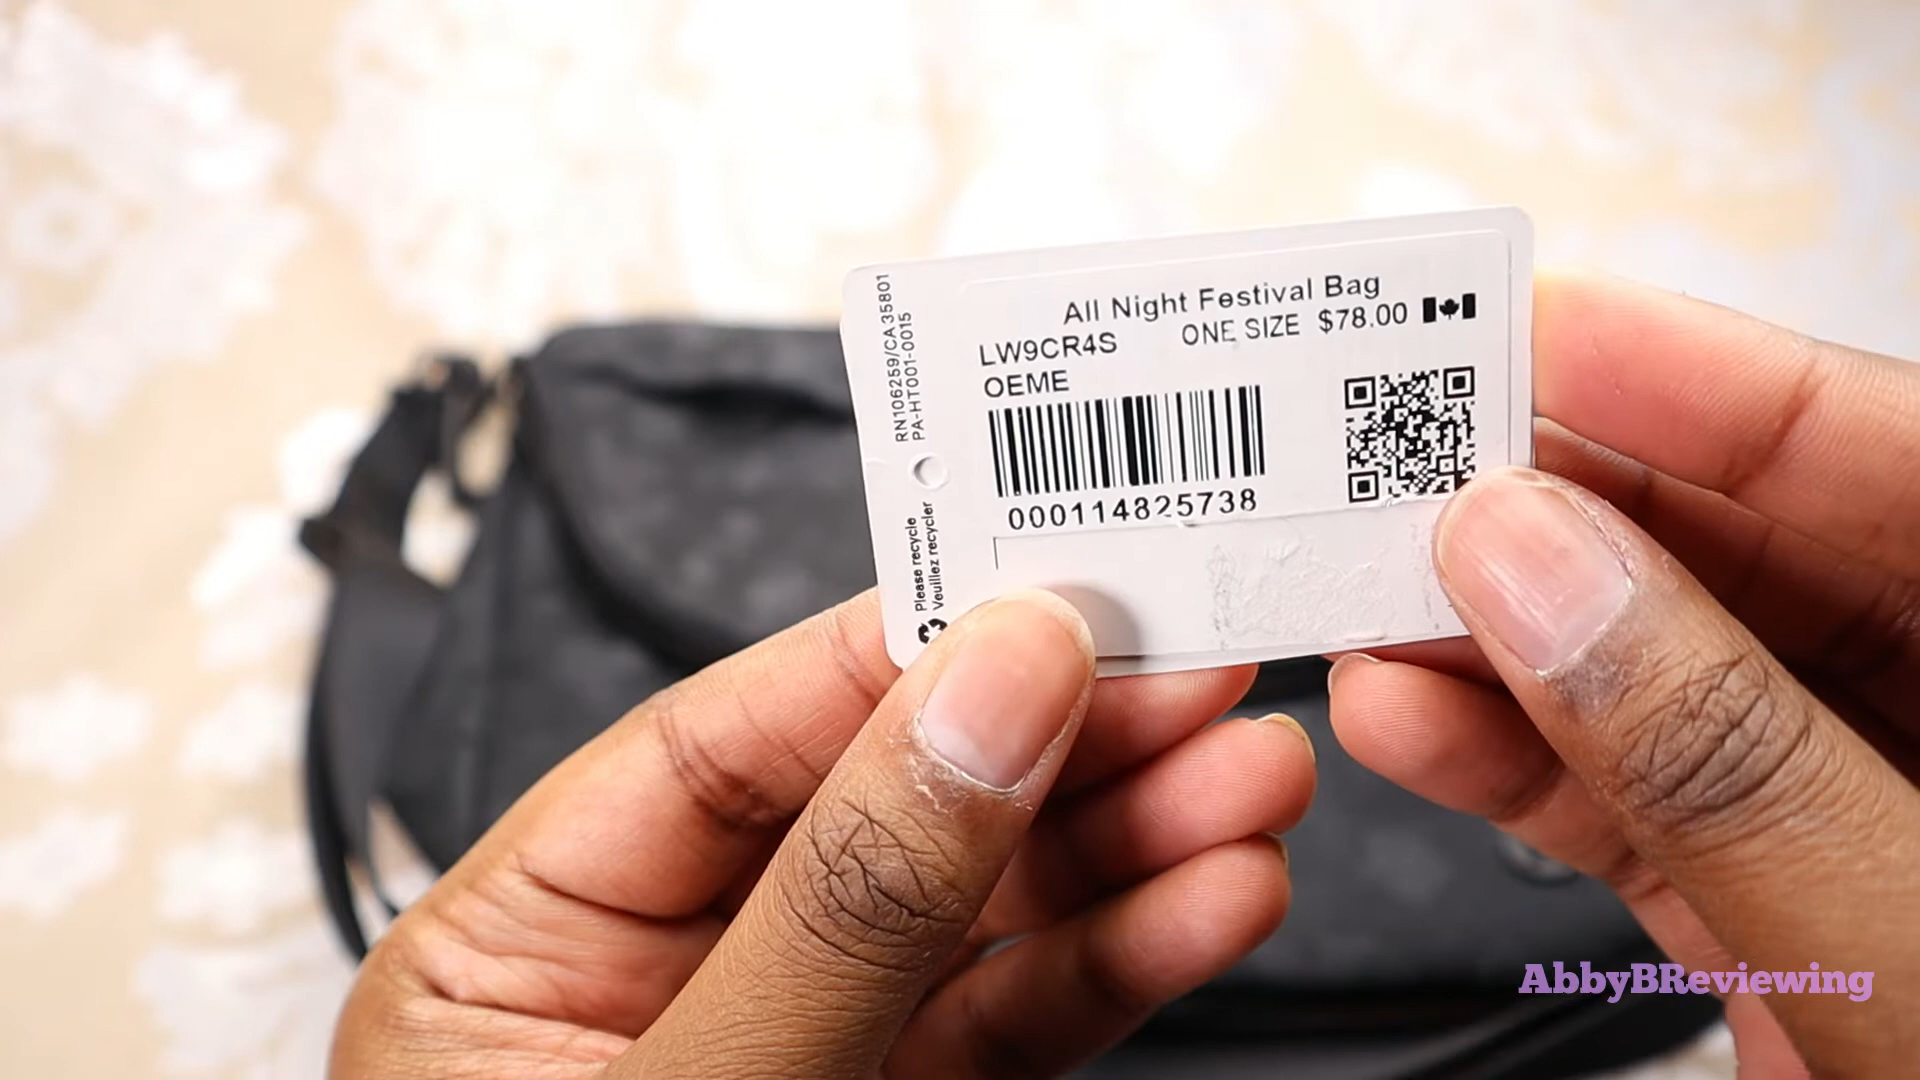 All Night Festival Bag
LW9CR4S ONE SIZE $78.00
OEME
000114825738
RN106259/CA35801
PA-HT001-0015
Please recycle
Veuillez recycler
AbbyBReviewing